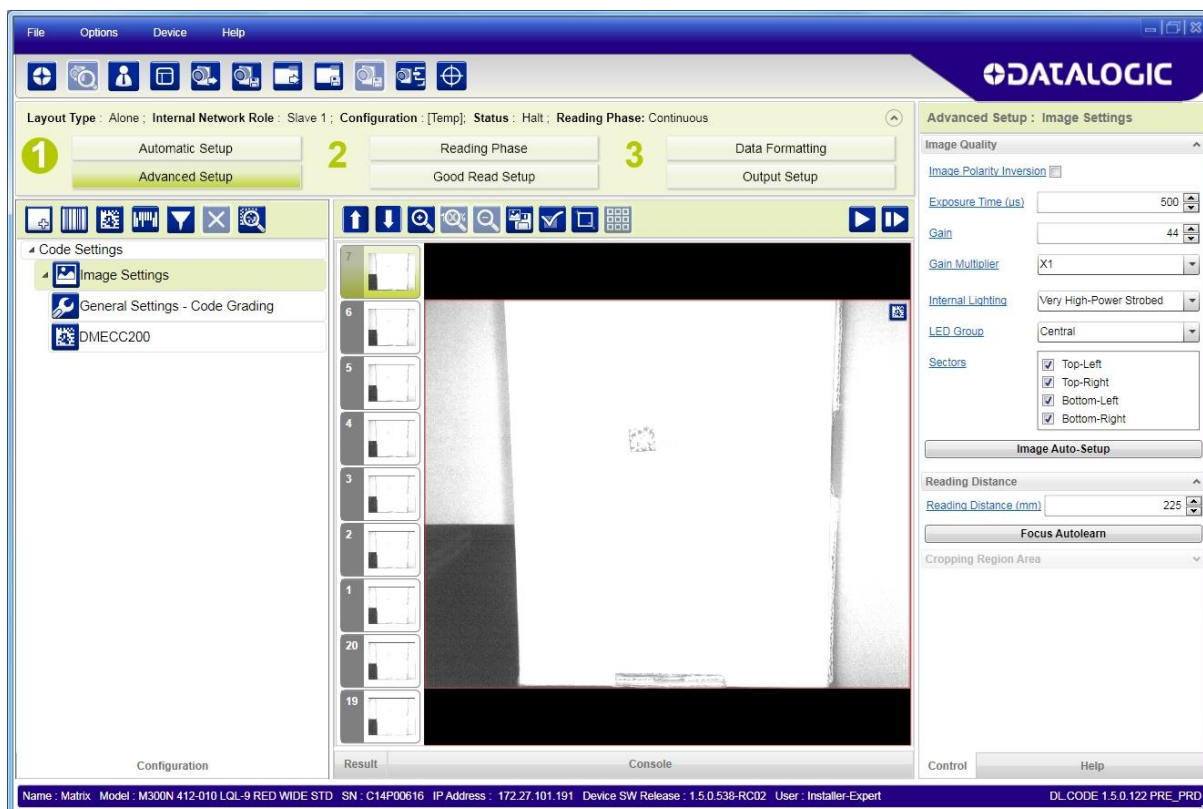 File Options Device Help
DATALOGIC
Layout Type : Alone ; Internal Network Role : Slave 1 ; Configuration : [Temp]; Status : Halt ; Reading Phase: Continuous
1 Automatic Setup 2 Reading Phase 3 Data Formatting
Advanced Setup Good Read Setup Output Setup
Code Settings
Image Settings
General Settings - Code Grading
DMECC200
Configuration
100%
7
6
5
4
3
2
1
20
19
Result Console
Advanced Setup : Image Settings
Image Quality
Image Polarity Inversion
Exposure Time (µs) 500
Gain 44
Gain Multiplier X1
Internal Lighting Very High-Power Strobed
LED Group Central
Sectors Top-Left
Top-Right
Bottom-Left
Bottom-Right
Image Auto-Setup
Reading Distance
Reading Distance (mm) 225
Focus Autolearn
Cropping Region Area
Control Help
Name : Matrix Model : M300N 412-010 LQL-9 RED WIDE STD SN : C14P00616 IP Address : 172.27.101.191 Device SW Release : 1.5.0.538-RC02 User : Installer-Expert DL.CODE 1.5.0.122 PRE_PRD